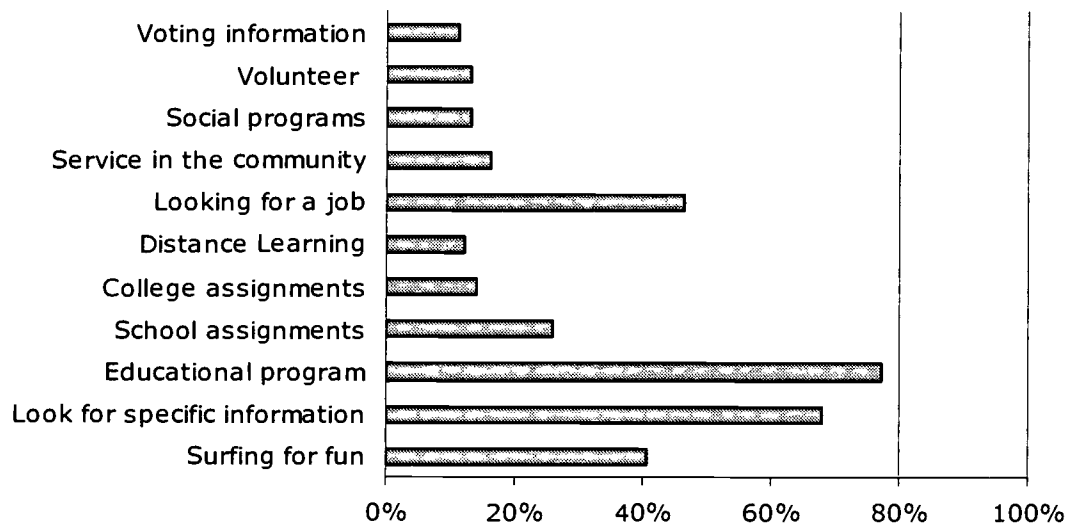 Voting information
Volunteer
Social programs
Service in the community
Looking for a job
Distance Learning
College assignments
School assignments
Educational program
Look for specific information
Surfing for fun
0% 20% 40% 60% 80% 100%